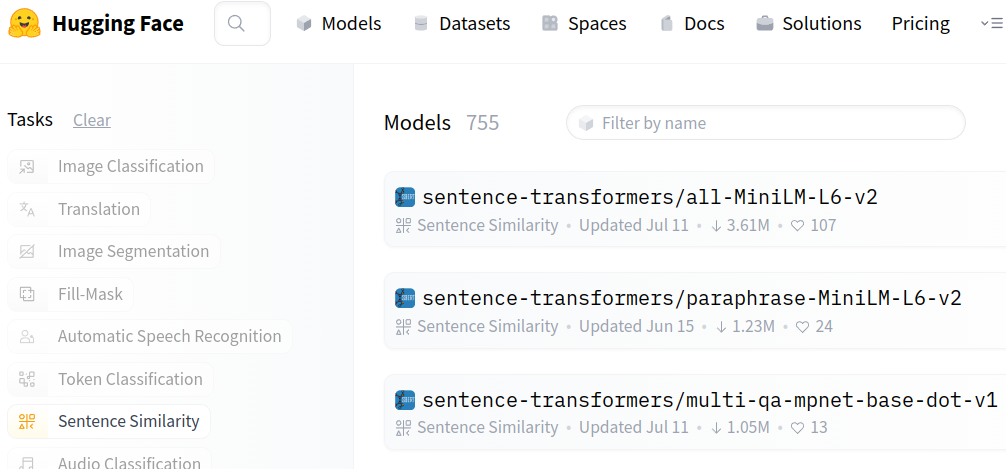 Hugging Face Models Datasets Spaces Docs Solutions Pricing
Tasks Clear
Image Classification
Translation
Image Segmentation
Fill-Mask
Automatic Speech Recognition
Token Classification
Sentence Similarity
Audio Classification
Models 755 Filter by name
sentence-transformers/all-MiniLM-L6-v2
Sentence Similarity • Updated Jul 11 • ↓ 3.61M • ♡ 107
sentence-transformers/paraphrase-MiniLM-L6-v2
Sentence Similarity • Updated Jun 15 • ↓ 1.23M • ♡ 24
sentence-transformers/multi-qa-mpnet-base-dot-v1
Sentence Similarity • Updated Jul 11 • ↓ 1.05M • ♡ 13